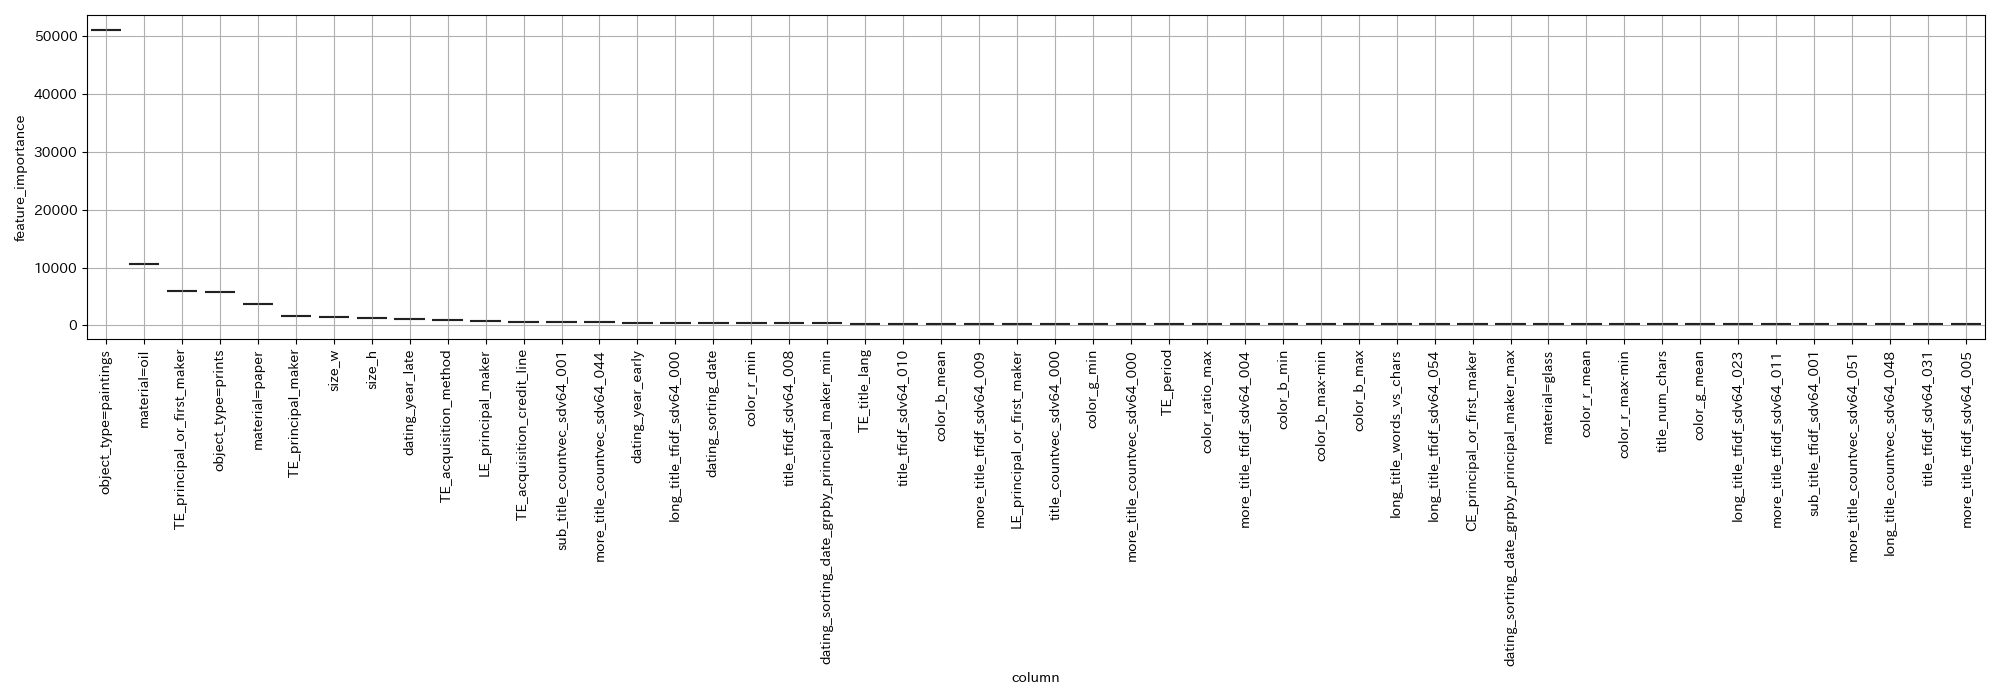 feature_importance
50000
40000
30000
20000
10000
0
object_type=paintings
material=oil
TE_principal_or_first_maker
object_type=prints
material=paper
TE_principal_maker
size_w
size_h
dating_year_late
TE_acquisition_method
LE_principal_maker
TE_acquisition_credit_line
sub_title_countvec_sdv64_001
more_title_countvec_sdv64_044
dating_year_early
long_title_tfidf_sdv64_000
dating_sorting_date
color_r_min
title_tfidf_sdv64_008
dating_sorting_date_grpby_principal_maker_min
TE_title_lang
title_tfidf_sdv64_010
color_b_mean
more_title_tfidf_sdv64_009
LE_principal_or_first_maker
title_countvec_sdv64_000
color_g_min
more_title_countvec_sdv64_000
TE_period
color_ratio_max
more_title_tfidf_sdv64_004
color_b_min
color_b_max-min
color_b_max
long_title_words_vs_chars
long_title_tfidf_sdv64_054
CE_principal_or_first_maker
dating_sorting_date_grpby_principal_maker_max
material=glass
color_r_mean
color_r_max-min
title_num_chars
color_g_mean
long_title_tfidf_sdv64_023
more_title_tfidf_sdv64_011
sub_title_tfidf_sdv64_001
more_title_countvec_sdv64_051
long_title_countvec_sdv64_048
title_tfidf_sdv64_031
more_title_tfidf_sdv64_005
column